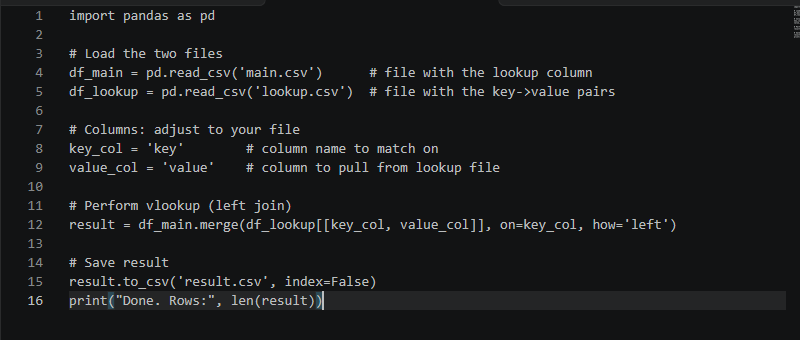 1 import pandas as pd
2
3 # Load the two files
4 df_main = pd.read_csv('main.csv')      # file with the lookup column
5 df_lookup = pd.read_csv('lookup.csv')  # file with the key->value pairs
6
7 # Columns: adjust to your file
8 key_col = 'key'        # column name to match on
9 value_col = 'value'    # column to pull from lookup file
10
11 # Perform vlookup (left join)
12 result = df_main.merge(df_lookup[[key_col, value_col]], on=key_col, how='left')
13
14 # Save result
15 result.to_csv('result.csv', index=False)
16 print("Done. Rows:", len(result))